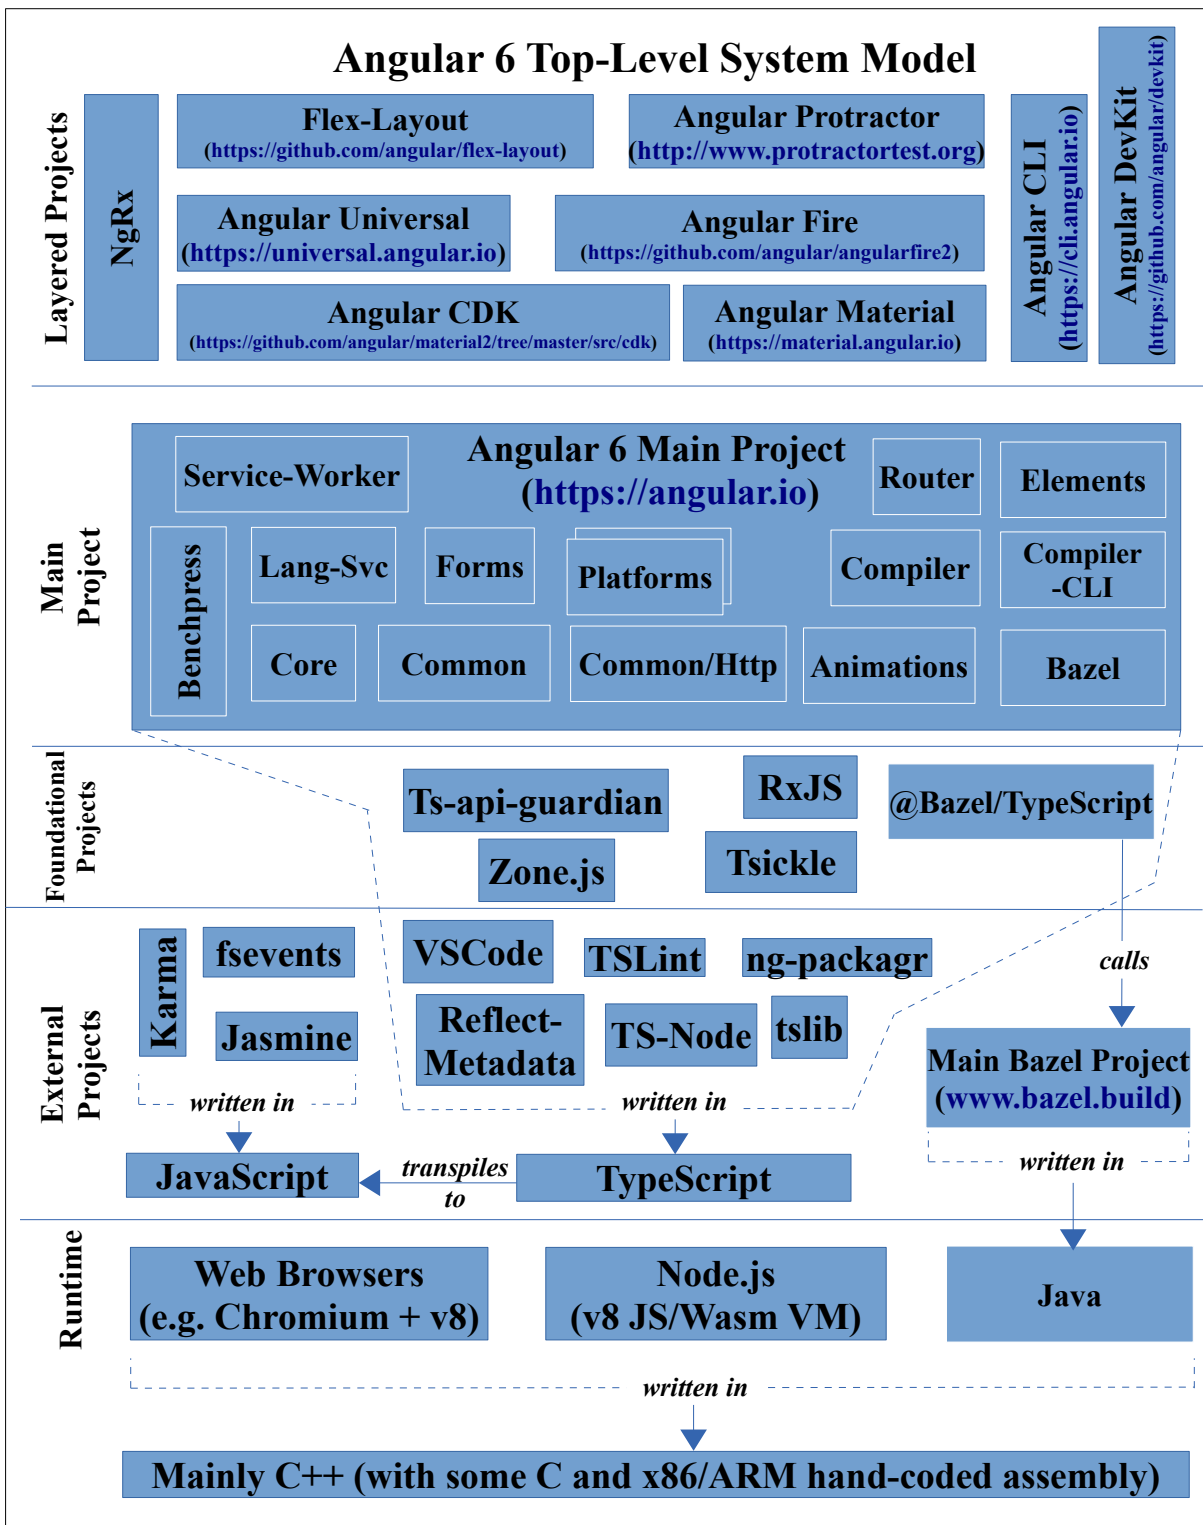 Angular 6 Top-Level System Model
Layered Projects
NgRx
Flex-Layout
(https://github.com/angular/flex-layout)
Angular Protractor
(http://www.protractortest.org)
Angular Universal
(https://universal.angular.io)
Angular Fire
(https://github.com/angular/angularfire2)
Angular CDK
(https://github.com/angular/material2/tree/master/src/cdk)
Angular Material
(https://material.angular.io)
Angular CLI
(https://cli.angular.io)
Angular DevKit
(https://github.com/angular/devkit)
Main
Project
Angular 6 Main Project
(https://angular.io)
Service-Worker
Router
Elements
Benchpress
Lang-Svc
Forms
Platforms
Compiler
Compiler
-CLI
Core
Common
Common/Http
Animations
Bazel
Foundational
Projects
Ts-api-guardian
RxJS
@Bazel/TypeScript
Zone.js
Tsickle
External
Projects
Karma
fsevents
VSCode
TSLint
ng-packagr
calls
Jasmine
Reflect-
Metadata
TS-Node
tslib
Main Bazel Project
(www.bazel.build)
written in
written in
written in
JavaScript
transpiles
to
TypeScript
Runtime
Web Browsers
(e.g. Chromium + v8)
Node.js
(v8 JS/Wasm VM)
Java
written in
Mainly C++ (with some C and x86/ARM hand-coded assembly)